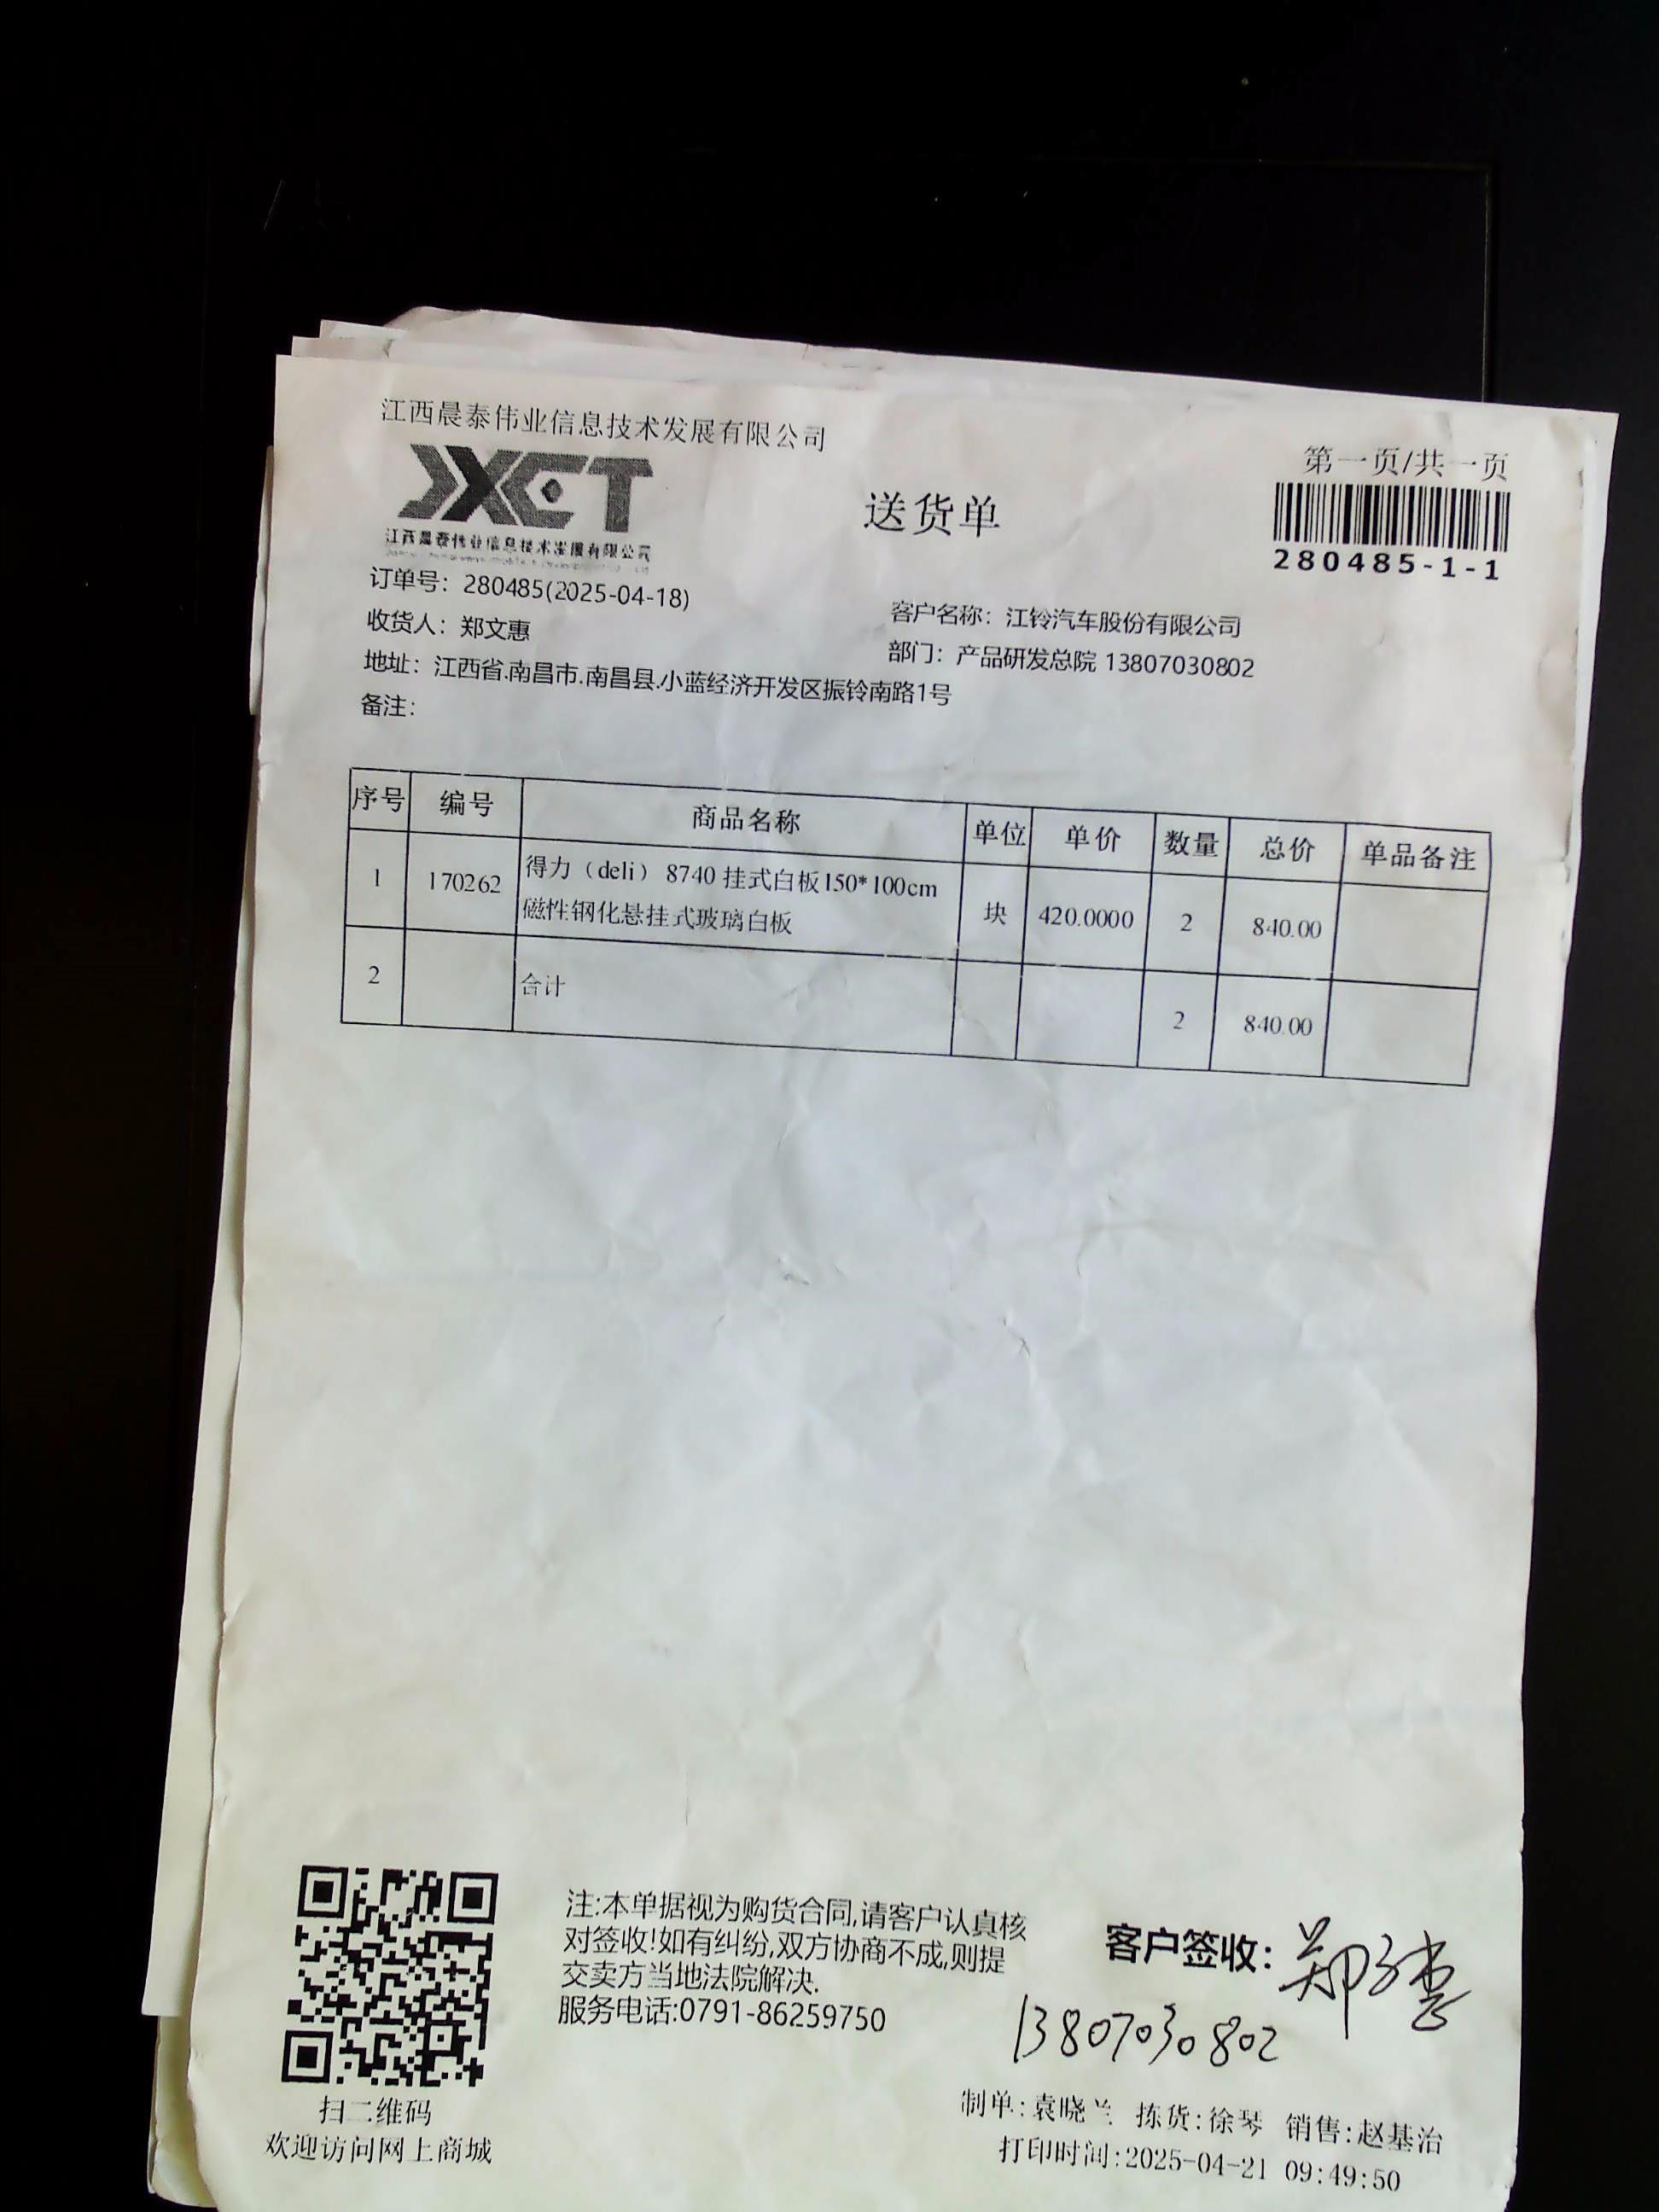 江西晨泰伟业信息技术发展有限公司
第一页/共一页
JXCT
江西晨泰伟业信息技术发展有限公司
送货单
280485-1-1
订单号：280485(2025-04-18)
收货人：郑文惠
客户名称：江铃汽车股份有限公司
地址：江西省.南昌市.南昌县.小蓝经济开发区振铃南路1号
部门：产品研发总院 13807030802
备注：
序号 编号 商品名称 单位 单价 数量 总价 单品备注
1 170262 得力（deli） 8740 挂式白板150*100cm
磁性钢化悬挂式玻璃白板 块 420.0000 2 840.00
2 合计 2 840.00
注:本单据视为购货合同,请客户认真核
对签收!如有纠纷,双方协商不成,则提
交卖方当地法院解决.
服务电话:0791-86259750
客户签收: 郑文惠
13807030802
扫二维码
欢迎访问网上商城
制单:袁晓兰 拣货:徐琴 销售:赵基治
打印时间:2025-04-21 09:49:50